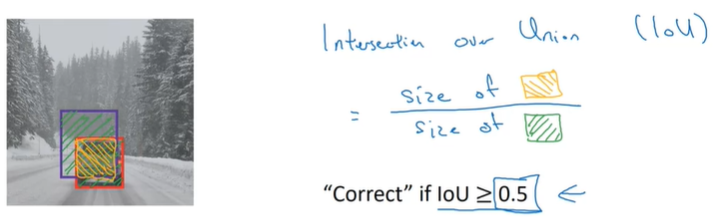 Intersection over Union (IoU)
= size of
size of
“Correct” if IoU ≥ 0.5 ←